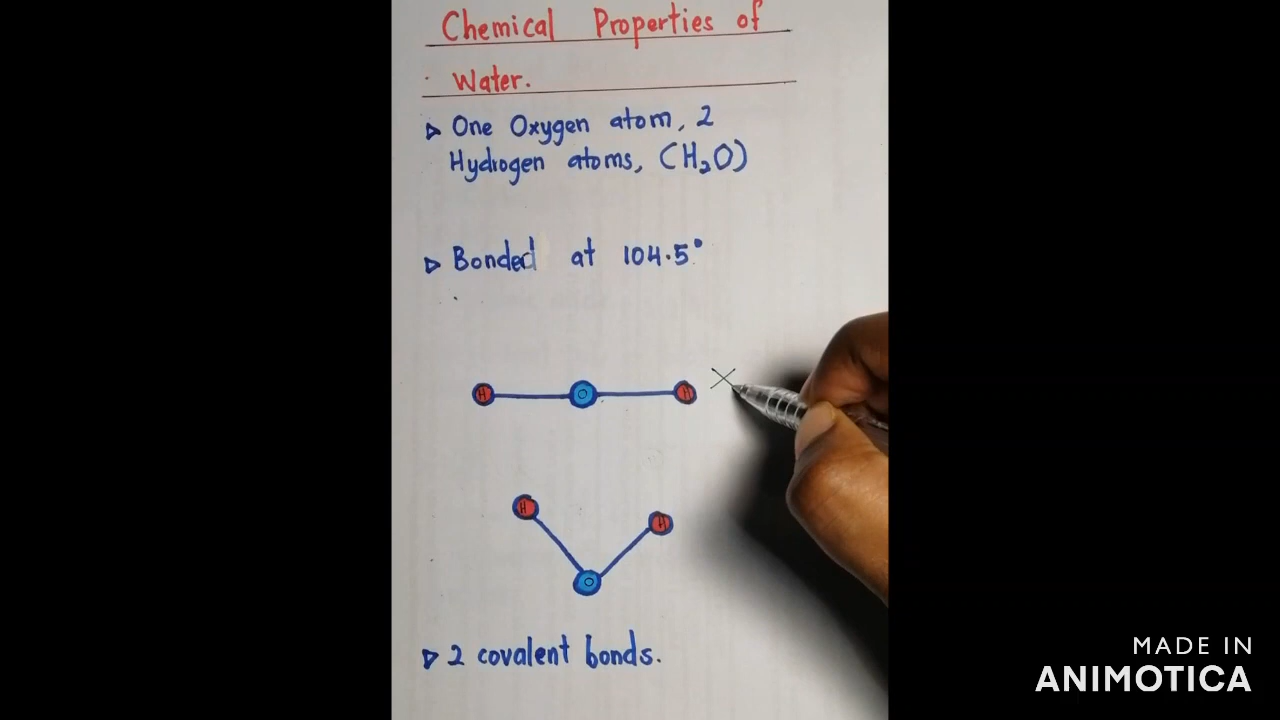 Chemical Properties of
Water.
▷ One Oxygen atom, 2
Hydrogen atoms, (H₂O)
▷ Bonded at 104.5°
H O H
H H
O
▷ 2 covalent bonds.
MADE IN
ANIMOTICA